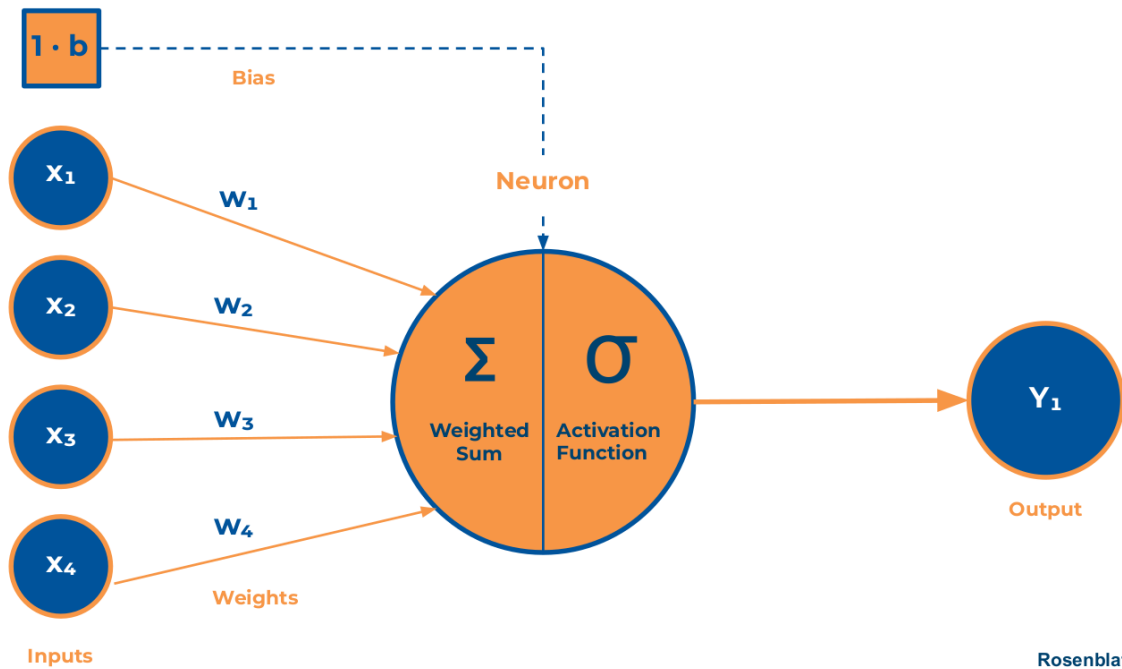 1 · b
Bias
x₁
w₁
Neuron
x₂
w₂
Σ
σ
Weighted
Sum
Activation
Function
Y₁
x₃
w₃
Output
w₄
x₄
Weights
Inputs